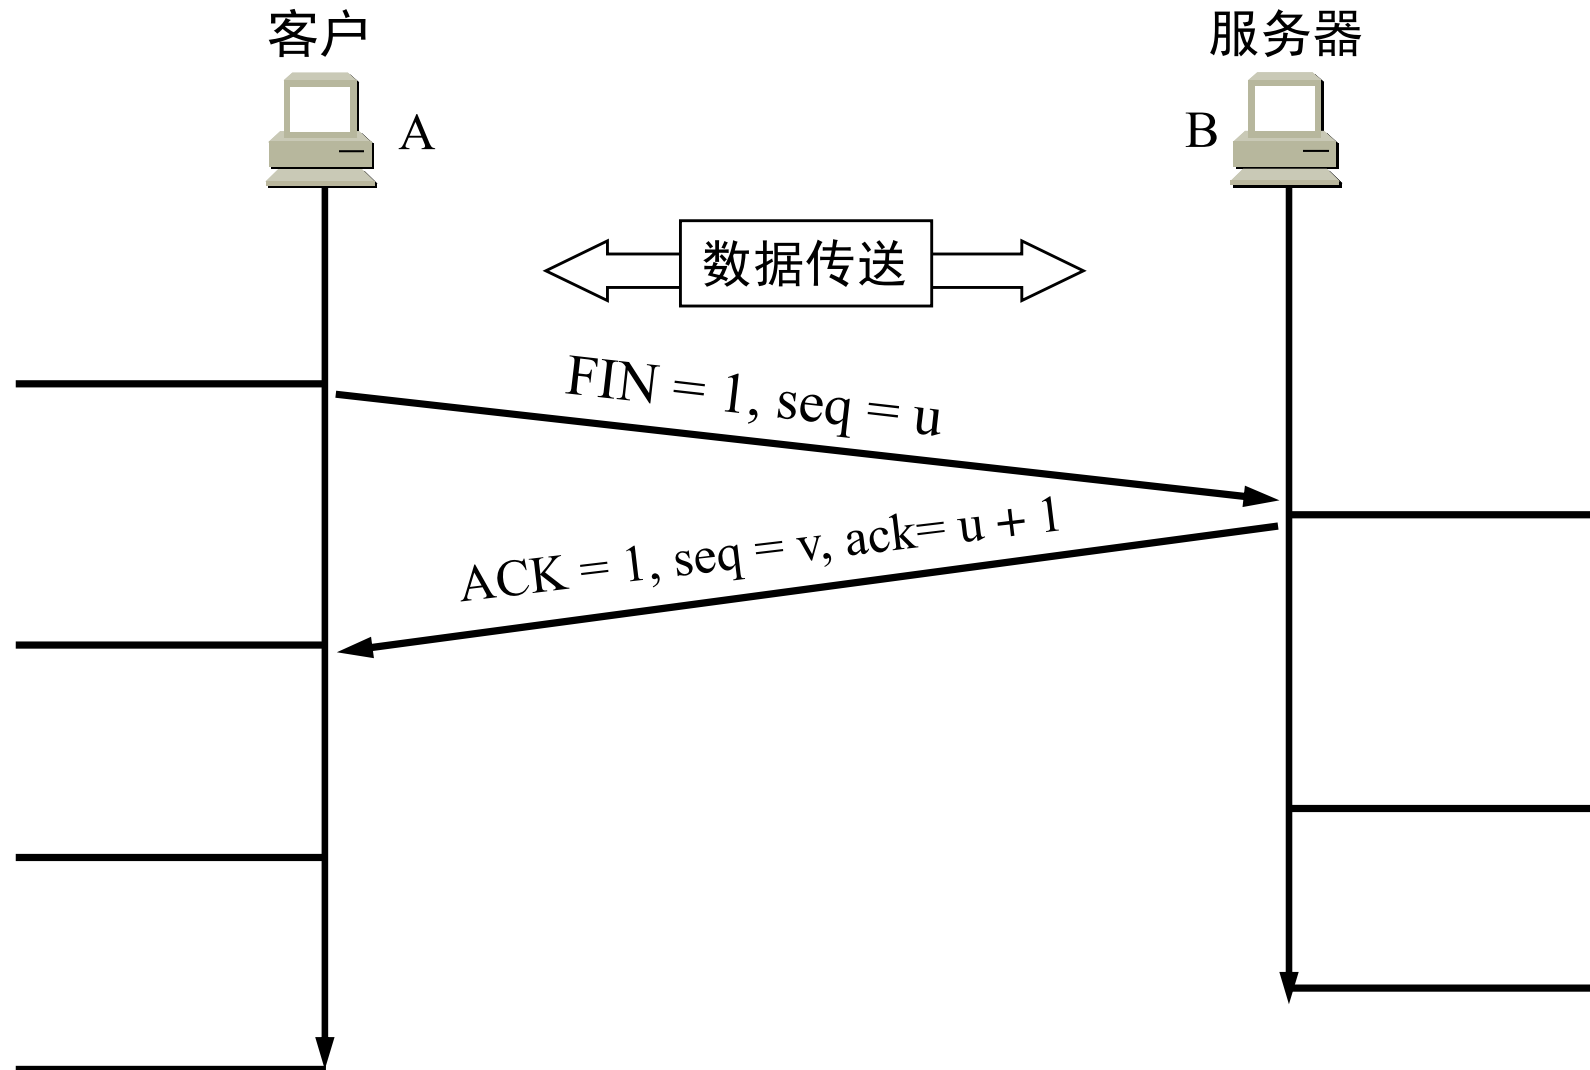 客户
服务器
A
B
数据传送
FIN = 1, seq = u
ACK = 1, seq = v, ack= u + 1